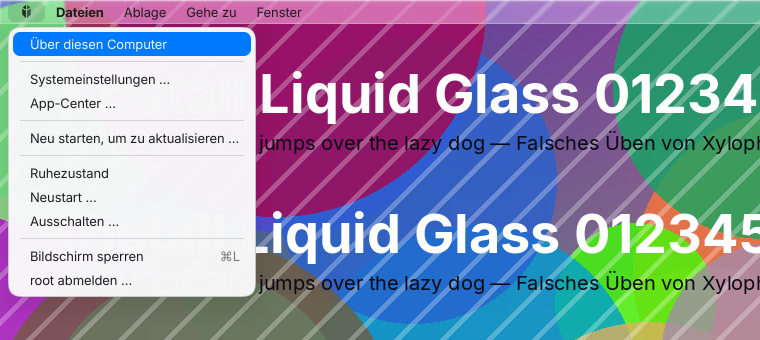 Dateien Ablage Gehe zu Fenster
Über diesen Computer
Systemeinstellungen ...
App-Center ...
Neu starten, um zu aktualisieren ...
Ruhezustand
Neustart ...
Ausschalten ...
Bildschirm sperren ⌘L
root abmelden ...
Liquid Glass 01234
jumps over the lazy dog — Falsches Üben von Xyloph
Liquid Glass 012345
jumps over the lazy dog — Falsches Üben von Xyloph